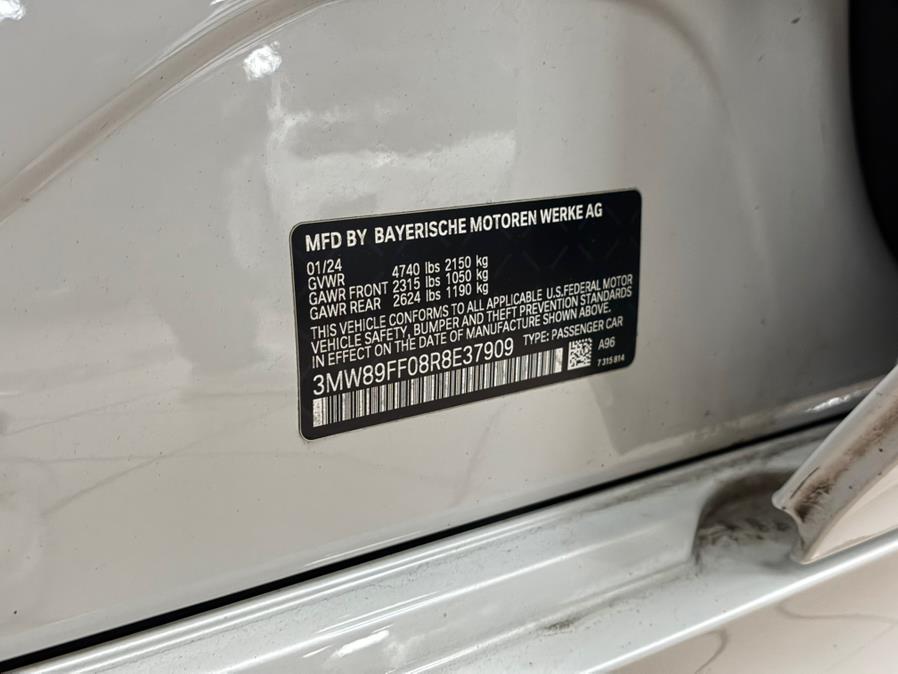 MFD BY BAYERISCHE MOTOREN WERKE AG
01/24
GVWR 4740 lbs 2150 kg
GAWR FRONT 2315 lbs 1050 kg
GAWR REAR 2624 lbs 1190 kg
THIS VEHICLE CONFORMS TO ALL APPLICABLE U.S.FEDERAL MOTOR
VEHICLE SAFETY, BUMPER AND THEFT PREVENTION STANDARDS
IN EFFECT ON THE DATE OF MANUFACTURE SHOWN ABOVE.
3MW89FF08R8E37909 TYPE: PASSENGER CAR
A96
7 315 814